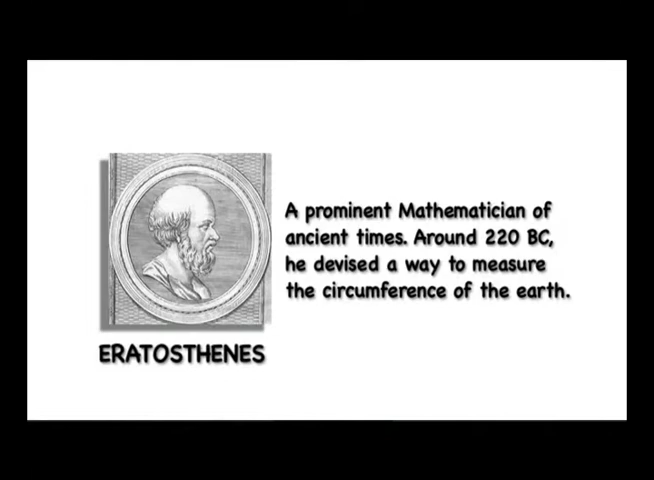 A prominent Mathematician of
ancient times. Around 220 BC,
he devised a way to measure
the circumference of the earth.
ERATOSTHENES